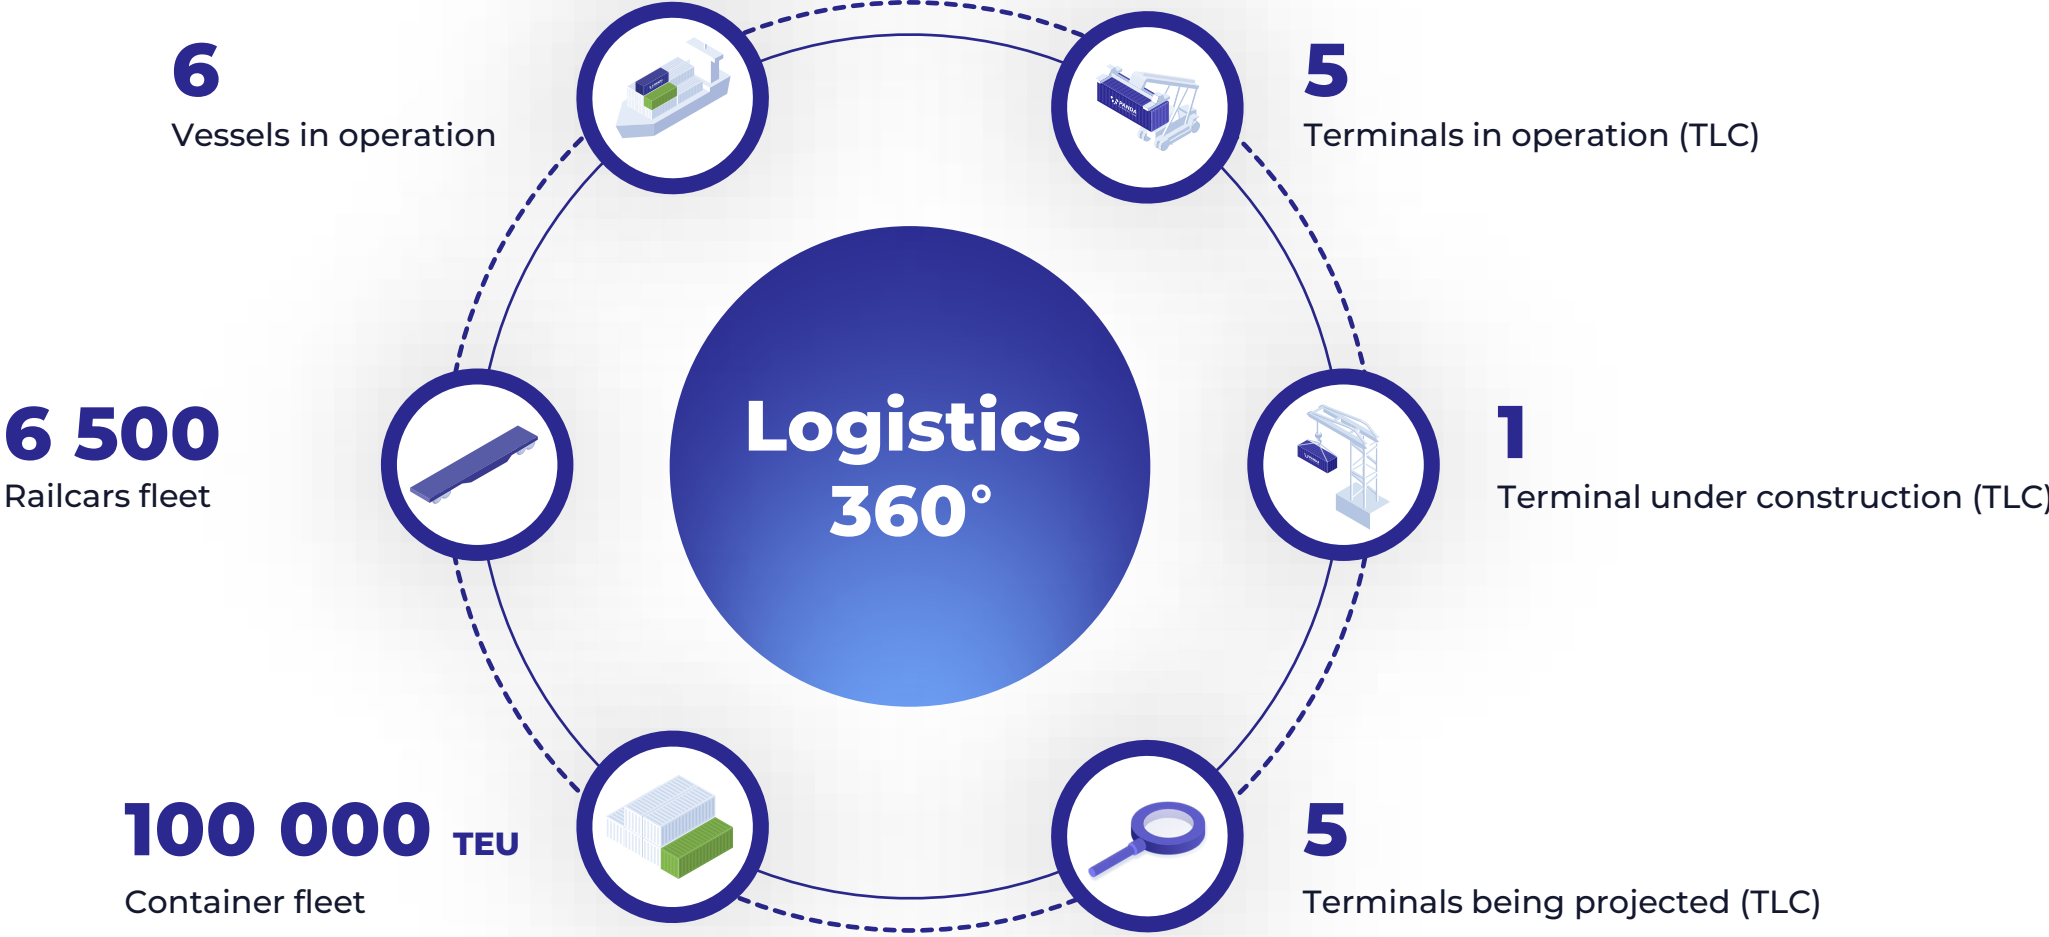 6
Vessels in operation
5
Terminals in operation (TLC)
PANDA
Logistics
360°
6 500
Railcars fleet
1
Terminal under construction (TLC)
100 000 TEU
Container fleet
5
Terminals being projected (TLC)